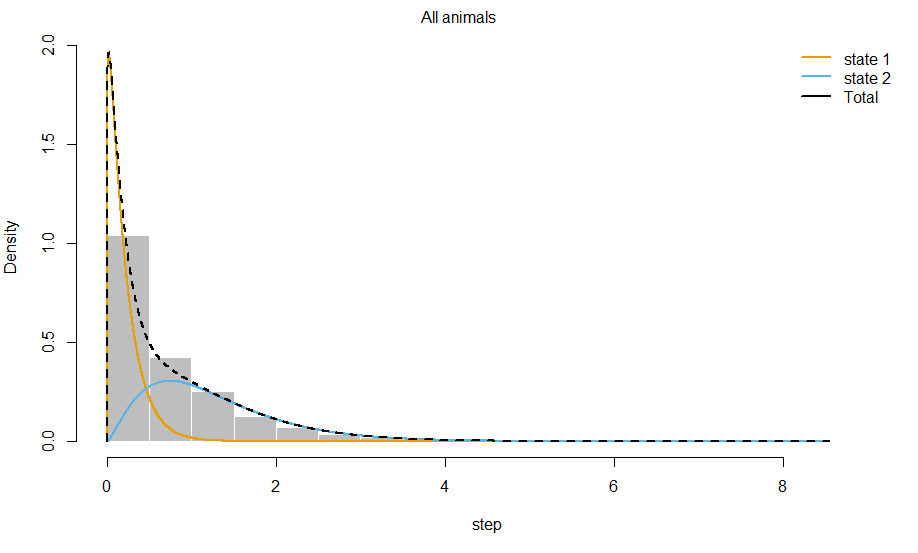 All animals
state 1
state 2
Total
Density
2.0
1.5
1.0
0.5
0.0
0
2
4
6
8
step